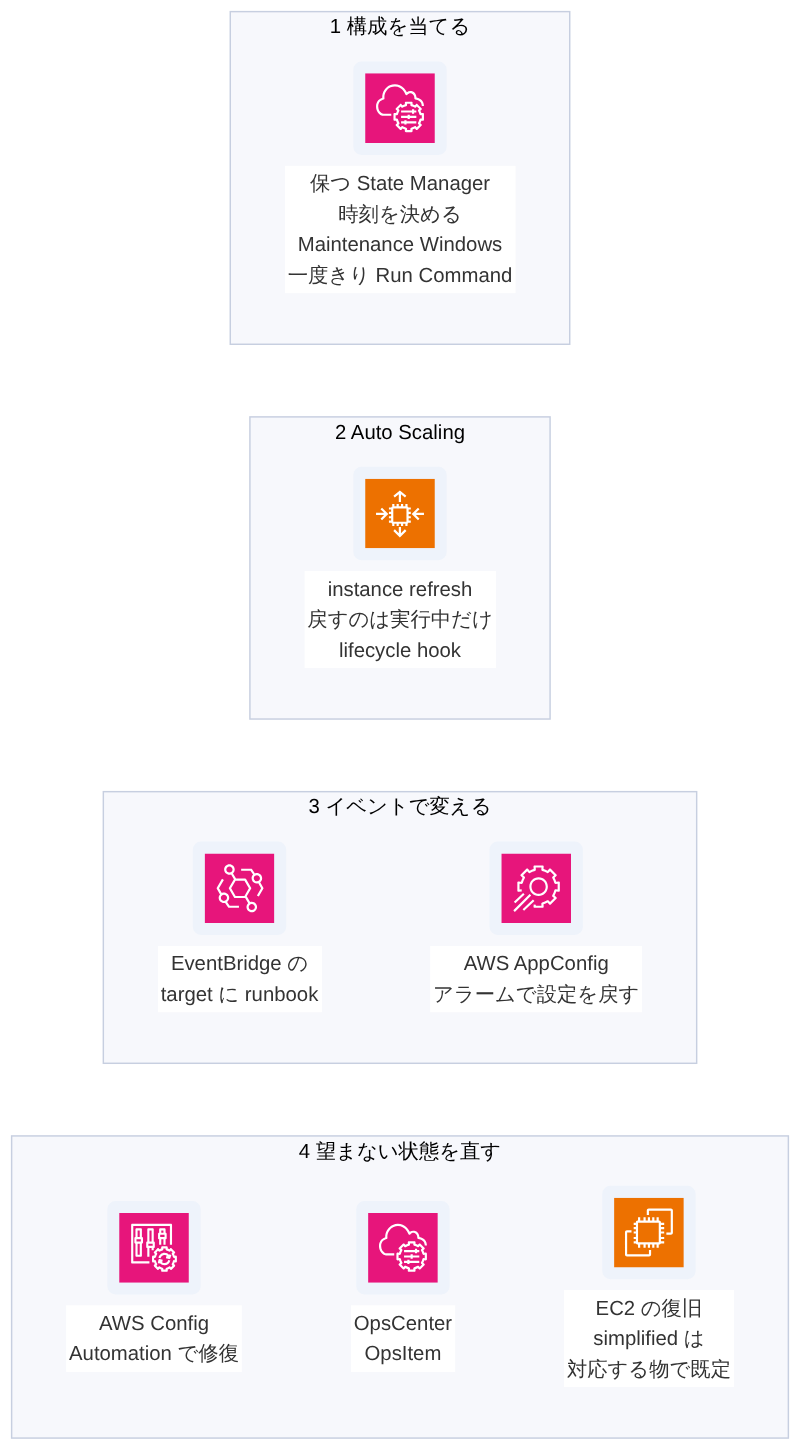 1 構成を当てる
保つ State Manager
時刻を決める
Maintenance Windows
一度きり Run Command
2 Auto Scaling
instance refresh
戻すのは実行中だけ
lifecycle hook
3 イベントで変える
EventBridge の
target に runbook
AWS AppConfig
アラームで設定を戻す
4 望まない状態を直す
AWS Config
Automation で修復
OpsCenter
OpsItem
EC2 の復旧
simplified は
対応する物で既定